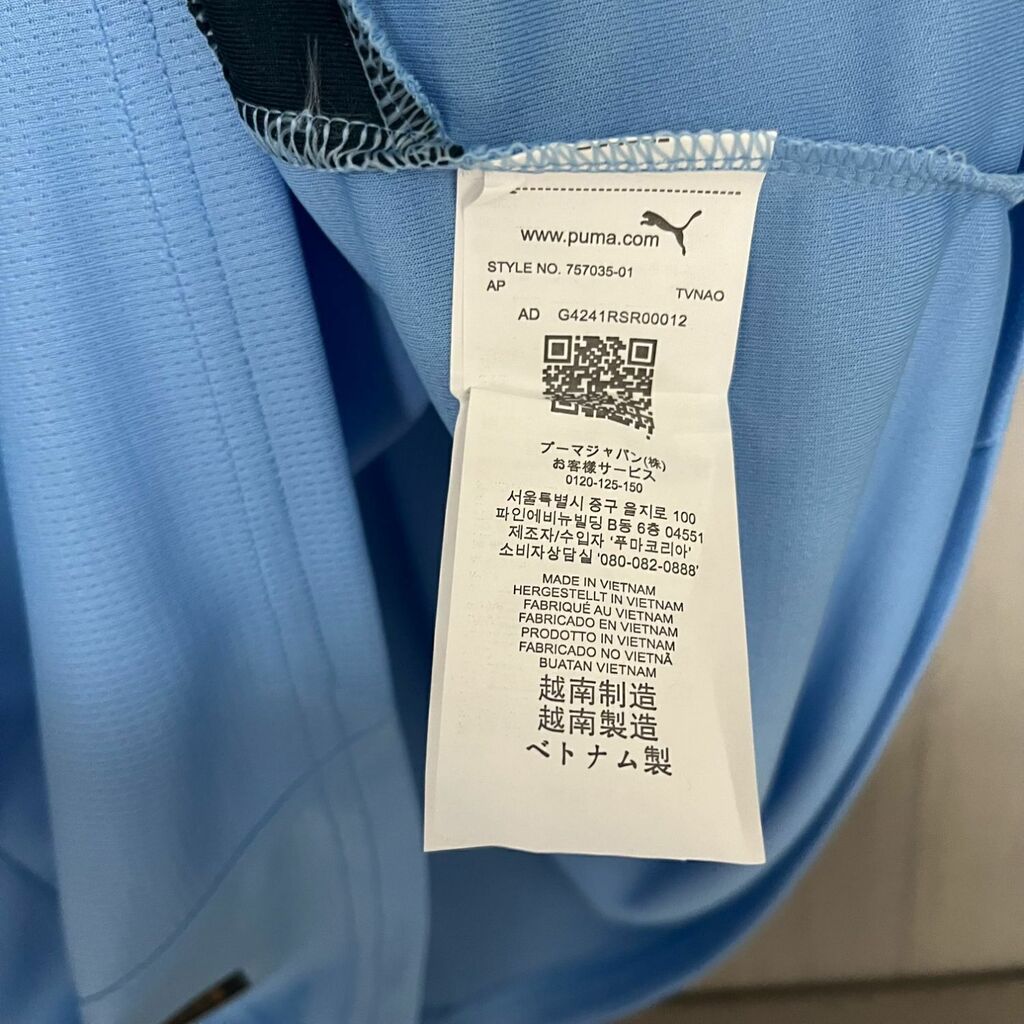 www.puma.com
STYLE NO. 757035-01
AP TVNAO
AD G4241RSR00012
プーマジャパン(株)
お客様サービス
0120-125-150
서울특별시 중구 을지로 100
파인에비뉴빌딩 B동 6층 04551
제조자/수입자 '푸마코리아'
소비자상담실 '080-082-0888'
MADE IN VIETNAM
HERGESTELLT IN VIETNAM
FABRIQUÉ AU VIETNAM
FABRICADO EN VIETNAM
PRODOTTO IN VIETNAM
FABRICADO NO VIETNÃ
BUATAN VIETNAM
越南制造
越南製造
ベトナム製